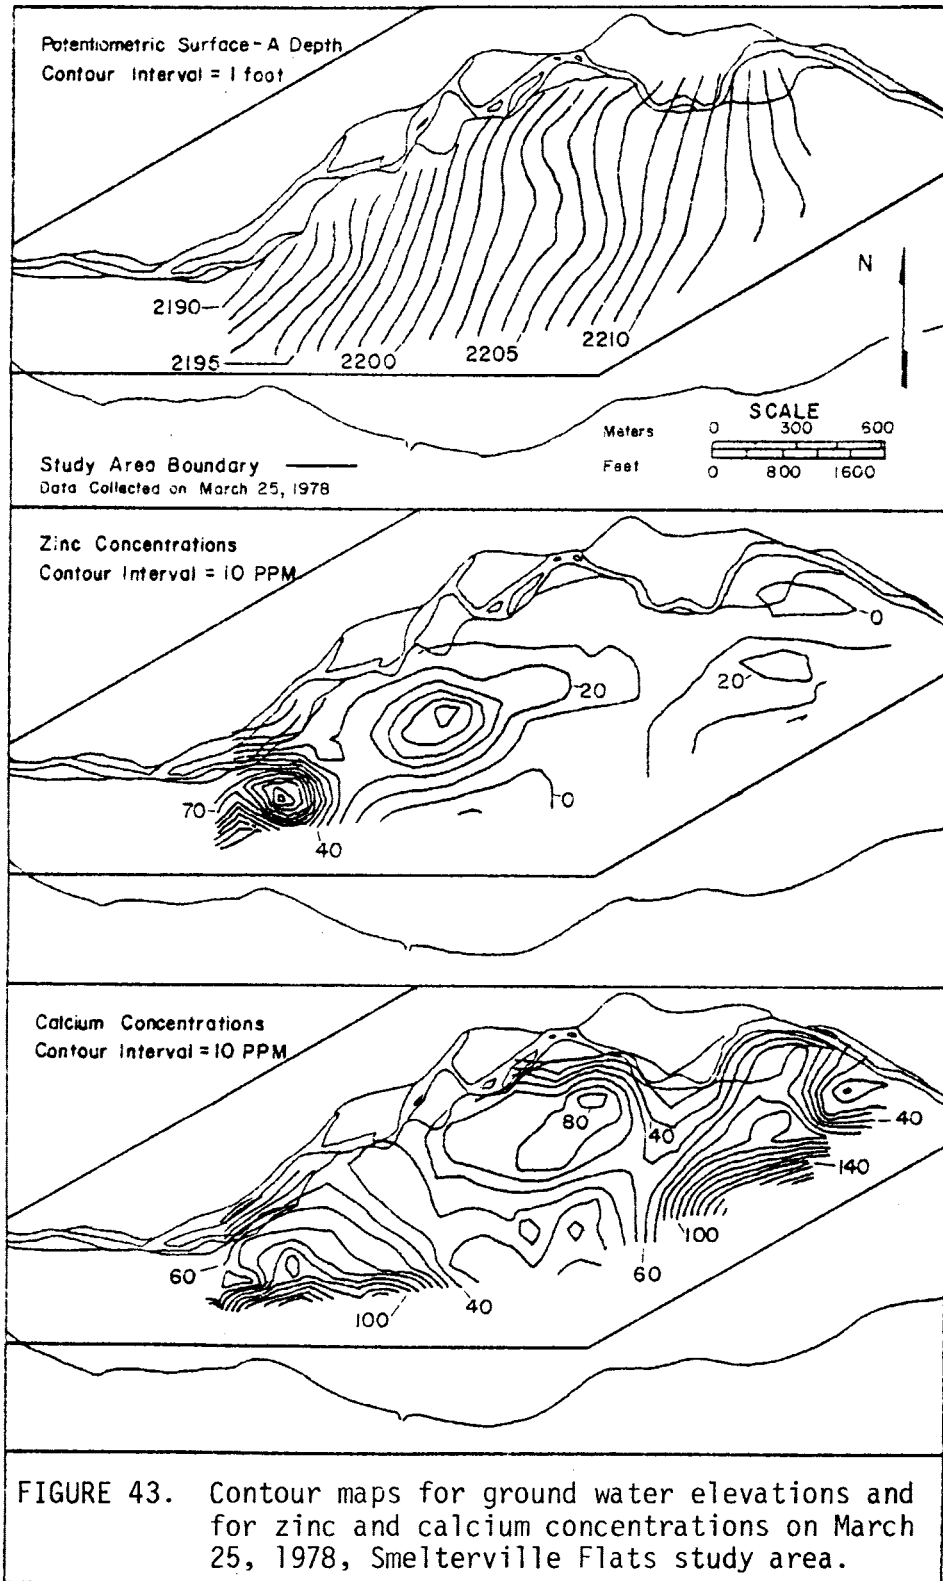 Potentiometric Surface - A Depth
Contour Interval = 1 foot
2190
2195
2200
2205
2210
N
SCALE
Meters 0 300 600
Feet 0 800 1600
Study Area Boundary
Data Collected on March 25, 1978
Zinc Concentrations
Contour Interval = 10 PPM
0
20
20
70
0
40
Calcium Concentrations
Contour Interval = 10 PPM
80
40
40
140
100
60
60
40
100
FIGURE 43. Contour maps for ground water elevations and
for zinc and calcium concentrations on March
25, 1978, Smelterville Flats study area.